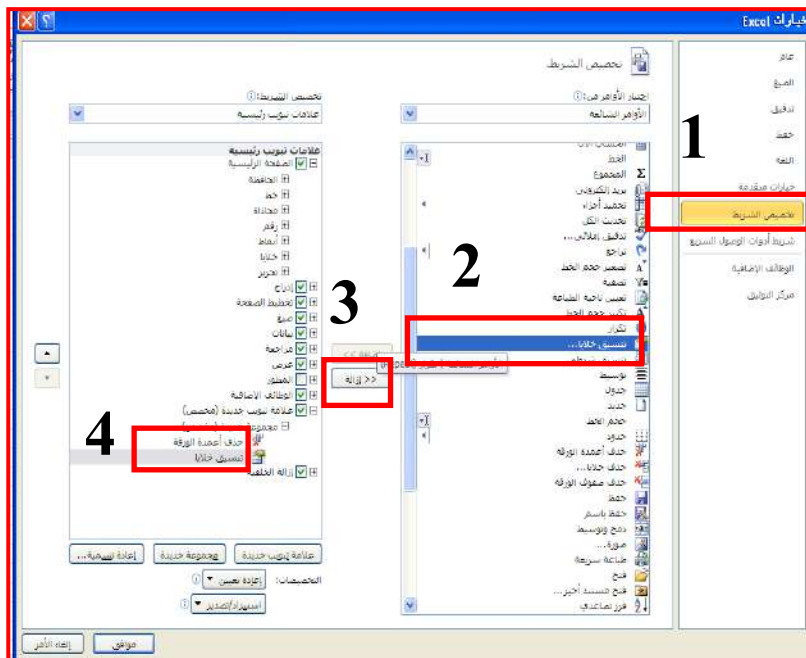 خيارات Excel
عام
الصيغ
تدقيق
حفظ
اللغة
خيارات متقدمة
تخصيص الشريط
شريط أدوات الوصول السريع
الوظائف الإضافية
مركز التوثيق
1
تخصيص الشريط.
اختيار الأوامر من:
الأوامر الشائعة
الخط
المجموع
بريد إلكتروني
تجميد أجزاء
تحديث الكل
تدقيق إملائي...
تراجع
تصغير حجم الخط
تصفية
تعيين ناحية الطباعة
تكبير حجم الخط
تكرار
تنسيق خلايا...
توسيط
جدول
جديد
حجم الخط
حدود
حذف أعمدة الورقة
حذف خلايا...
حذف صفوف الورقة
حفظ
حفظ باسم
دمج وتوسيط
صورة...
طباعة سريعة
فتح
فتح مستند أخير...
فرز تصاعدي
2
3
<< إزالة
تخصيص الشريط:
علامات تبويب رئيسية
علامات تبويب رئيسية
الصفحة الرئيسية
الحافظة
خط
محاذاة
رقم
أنماط
خلايا
تحرير
إدراج
تخطيط الصفحة
صيغ
بيانات
مراجعة
عرض
المطور
الوظائف الإضافية
علامة تبويب جديدة (مخصص)
حذف أعمدة الورقة
تنسيق خلايا
إزالة الخلفية
4
علامة تبويب جديدة
مجموعة جديدة
إعادة تسمية...
التخصيصات:
إعادة تعيين
استيراد/تصدير
موافق
إلغاء الأمر